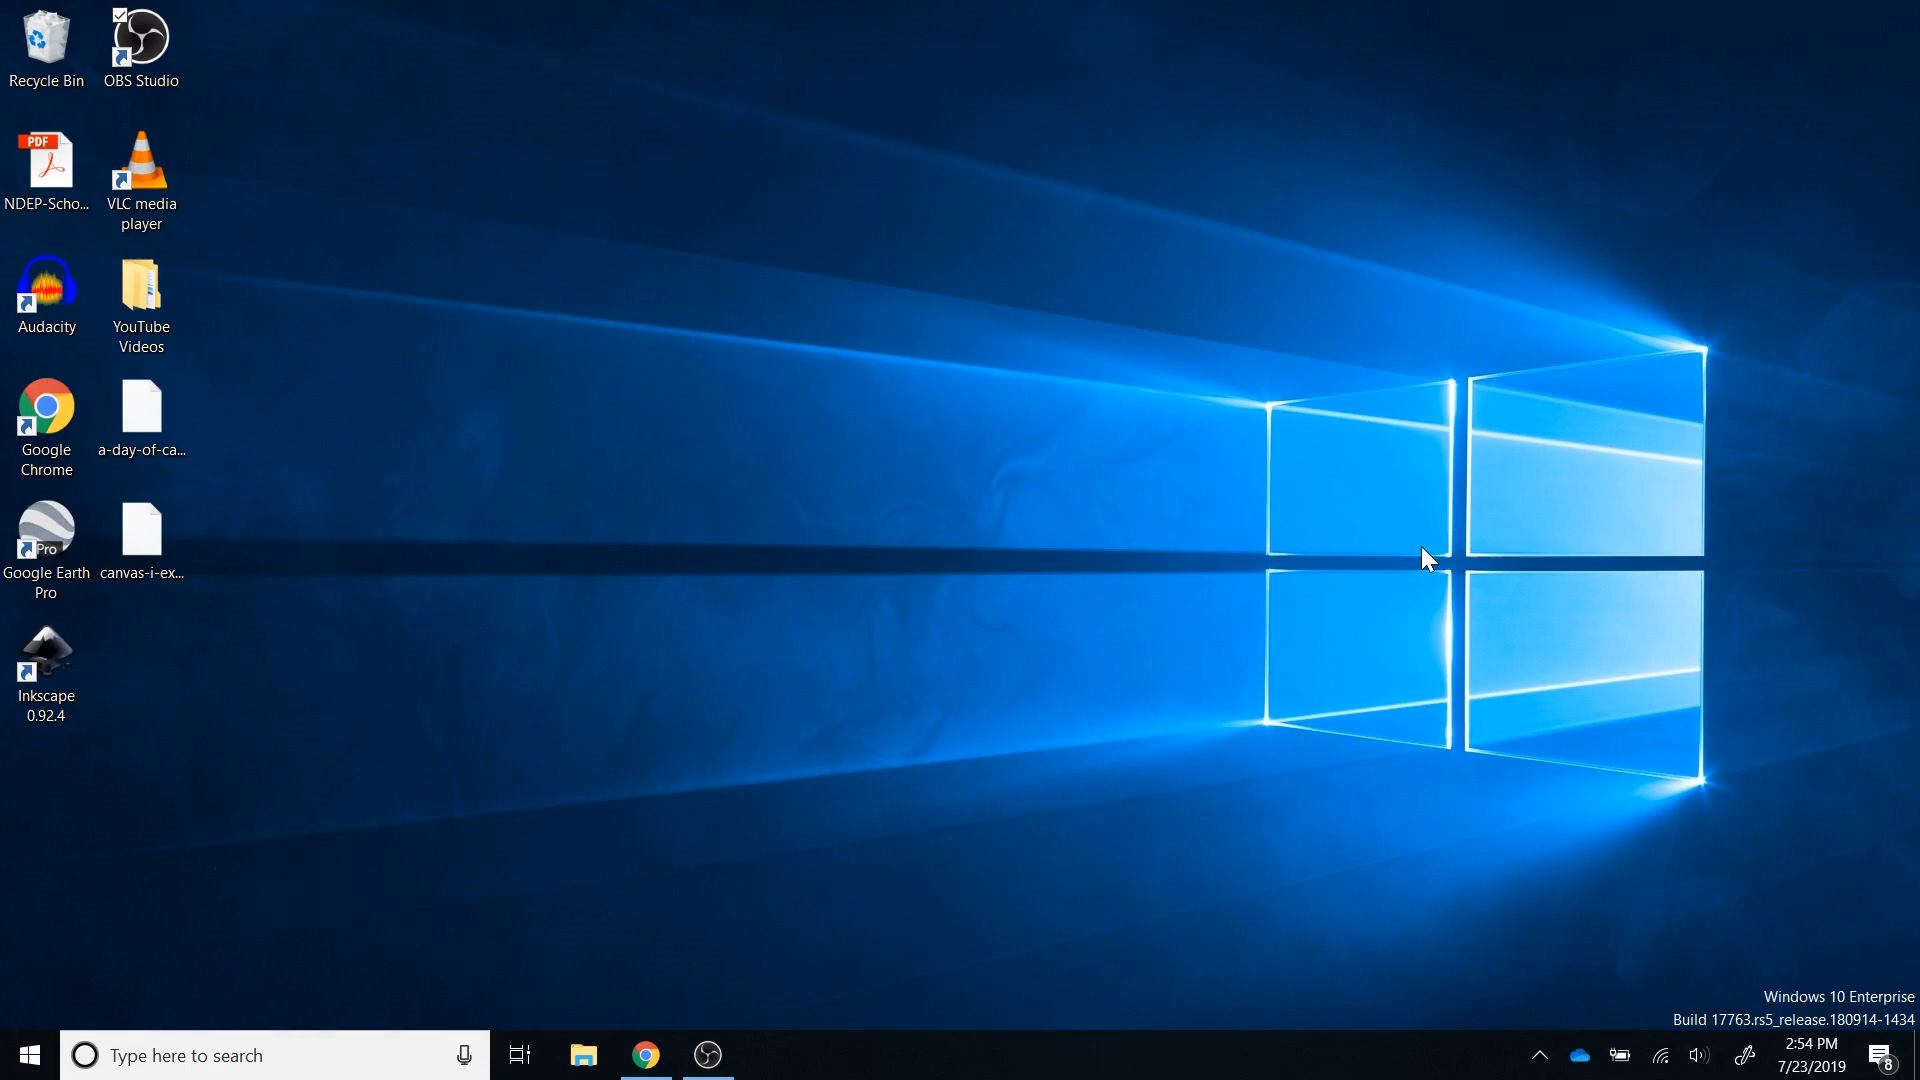 Recycle Bin
OBS Studio
PDF
NDEP-Scho...
VLC media
player
Audacity
YouTube
Videos
Google
Chrome
a-day-of-ca...
Pro
Google Earth
Pro
canvas-i-ex...
Inkscape
0.92.4
Windows 10 Enterprise
Build 17763.rs5_release.180914-1434
Type here to search
2:54 PM
7/23/2019
8